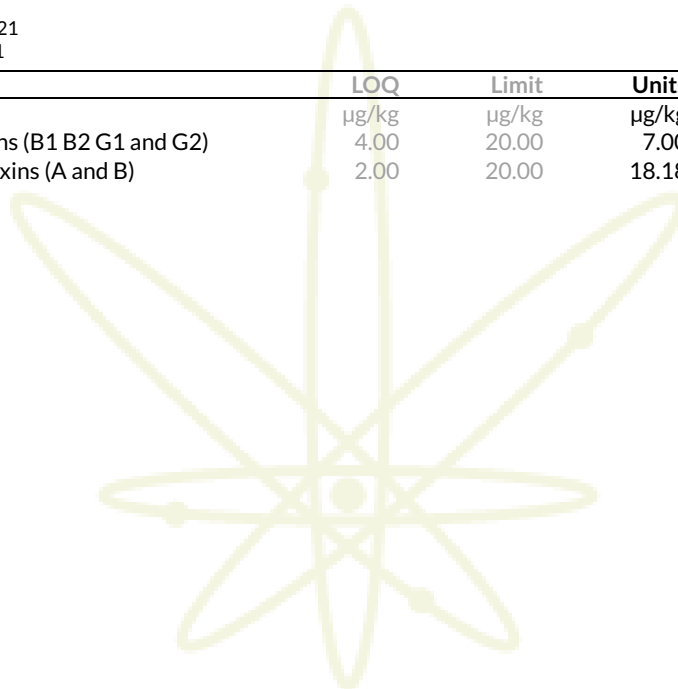 21
1
LOQ Limit Unit
µg/kg µg/kg µg/kg
ns (B1 B2 G1 and G2) 4.00 20.00 7.00
xins (A and B) 2.00 20.00 18.18